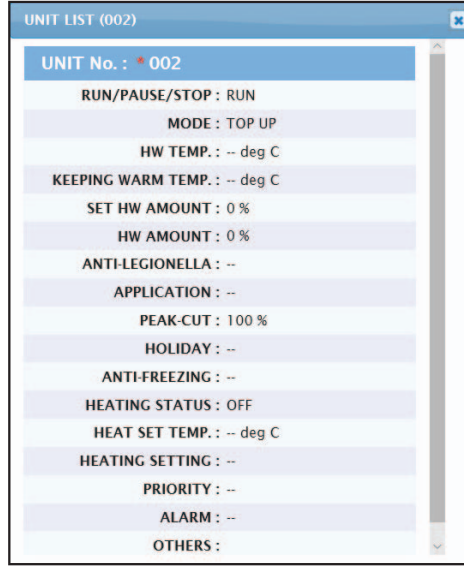 UNIT LIST (002)
UNIT No. : * 002
RUN/PAUSE/STOP : RUN
MODE : TOP UP
HW TEMP. : -- deg C
KEEPING WARM TEMP. : -- deg C
SET HW AMOUNT : 0 %
HW AMOUNT : 0 %
ANTI-LEGIONELLA : --
APPLICATION : --
PEAK-CUT : 100 %
HOLIDAY : --
ANTI-FREEZING : --
HEATING STATUS : OFF
HEAT SET TEMP. : -- deg C
HEATING SETTING : --
PRIORITY : --
ALARM : --
OTHERS :